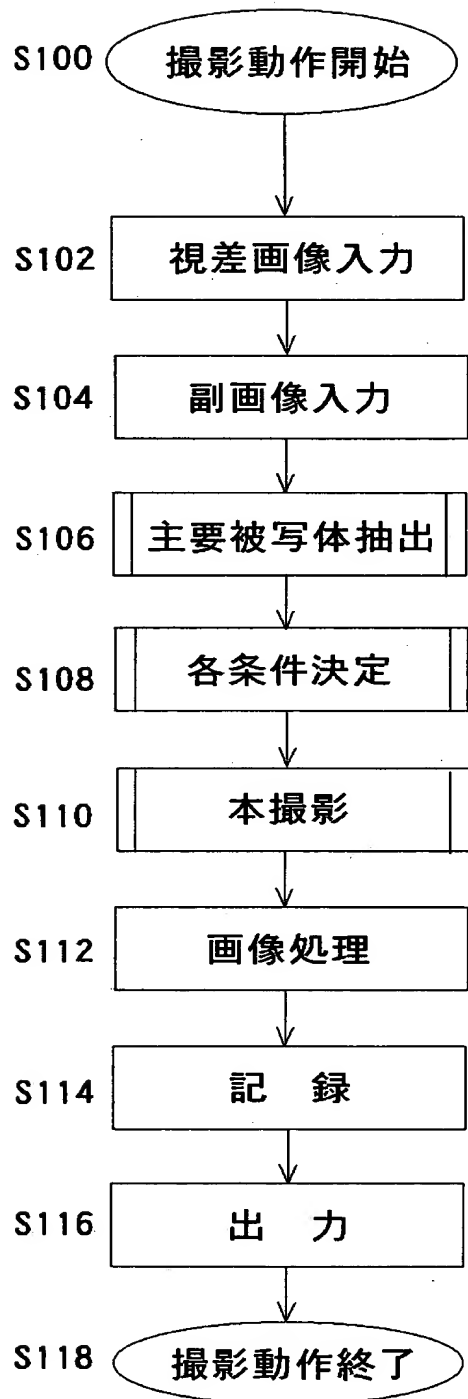 S100 撮影動作開始
S102 視差画像入力
S104 副画像入力
S106 主要被写体抽出
S108 各条件決定
S110 本撮影
S112 画像処理
S114 記 録
S116 出 力
S118 撮影動作終了